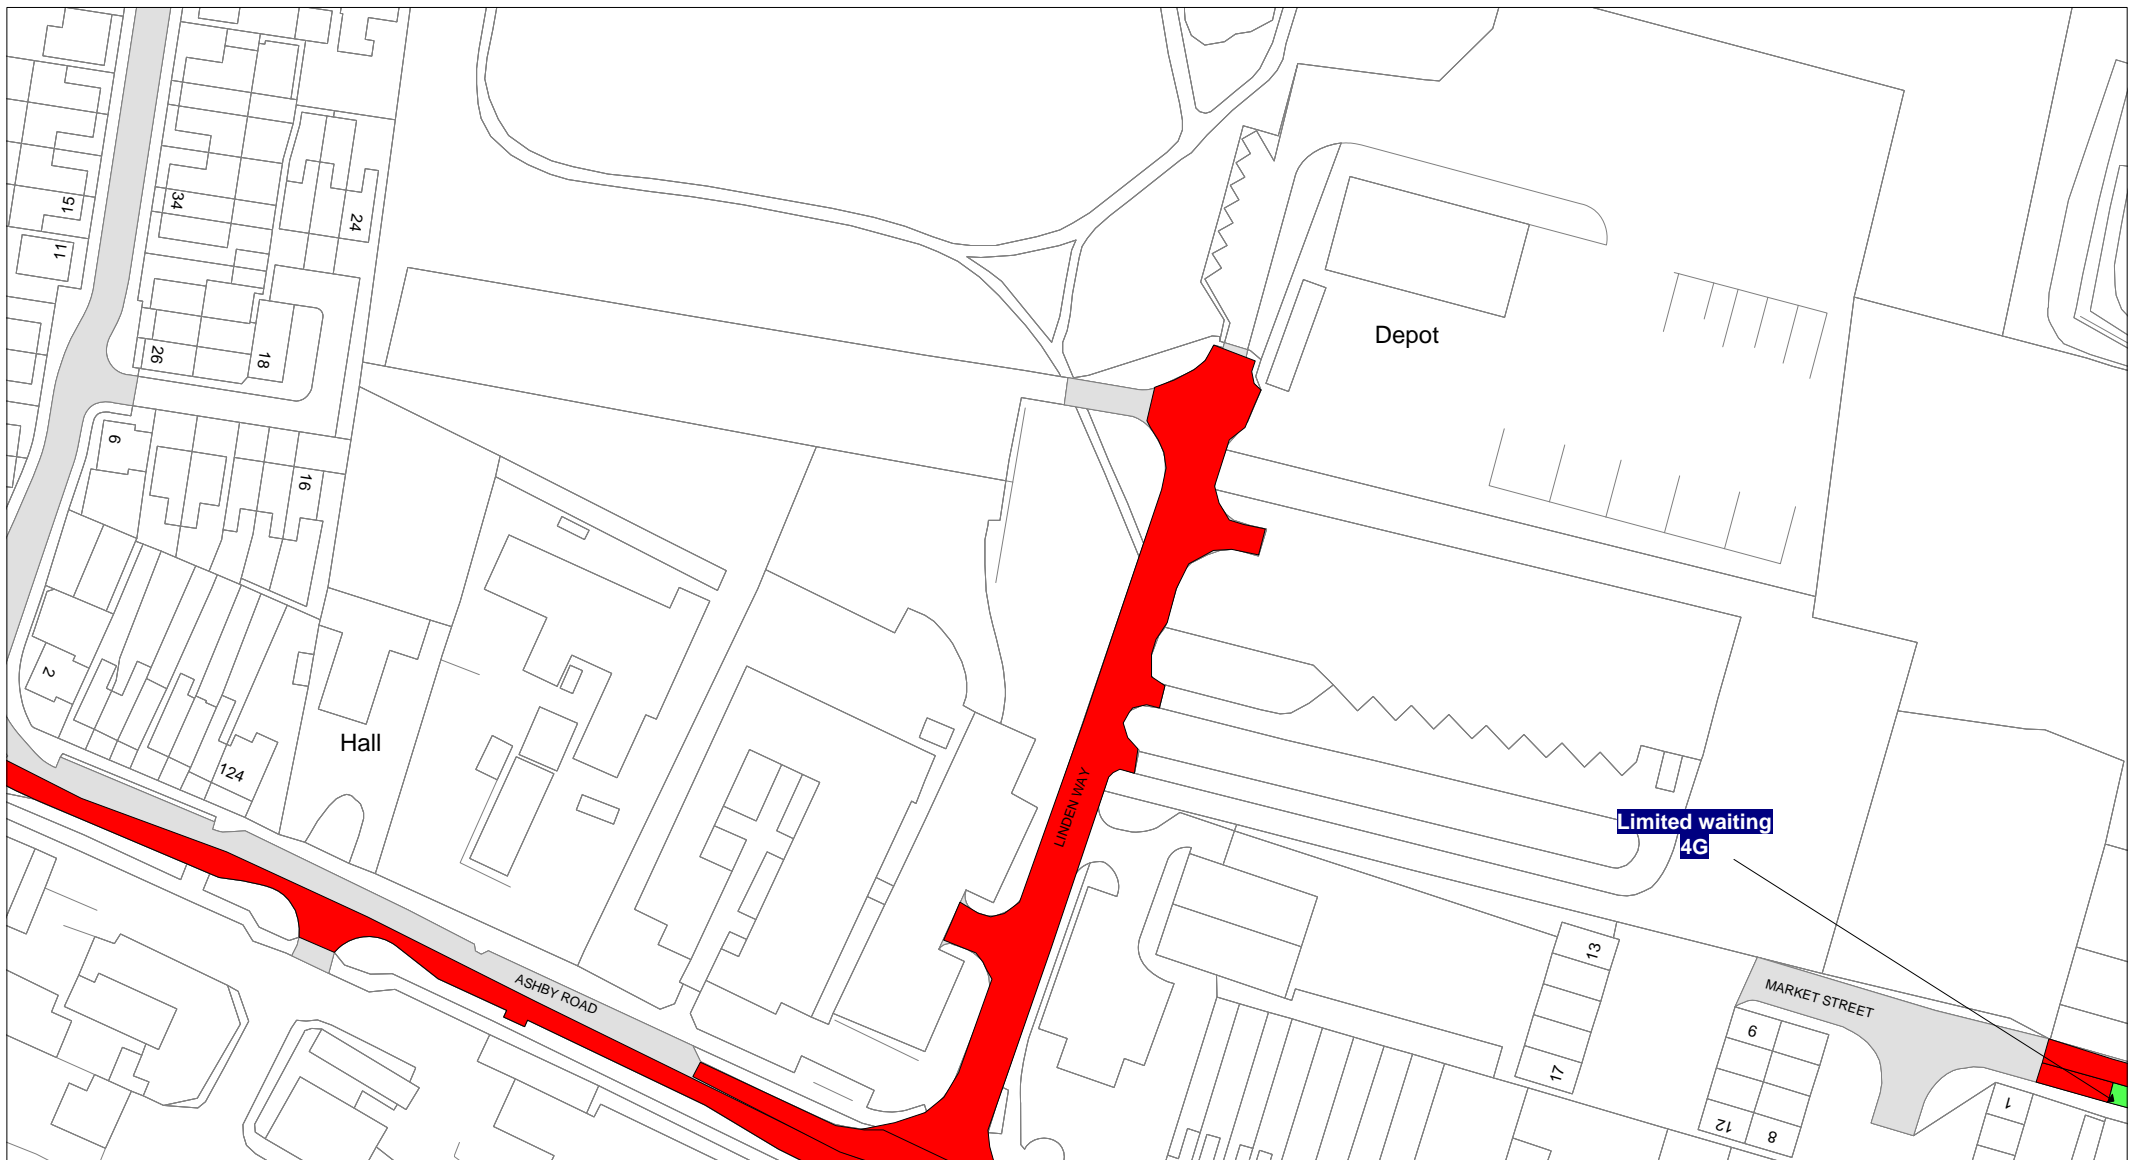 15
34
24
11
Depot
26
18
6
16
2
Hall
124
LINDEN WAY
Limited waiting
4G
13
ASHBY ROAD
MARKET STREET
9
17
12
8
1